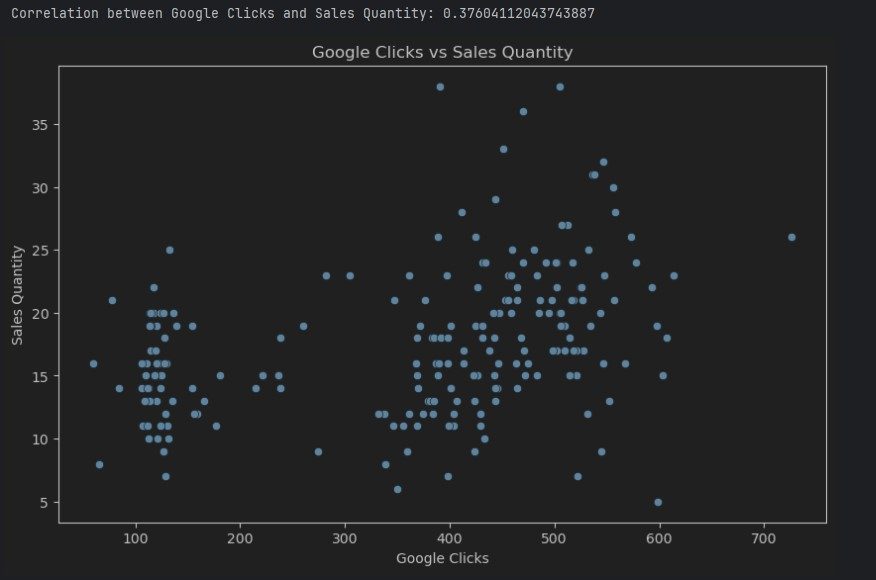 Correlation between Google Clicks and Sales Quantity: 0.37604112043743887
Google Clicks vs Sales Quantity
Sales Quantity
35
30
25
20
15
10
5
100 200 300 400 500 600 700
Google Clicks